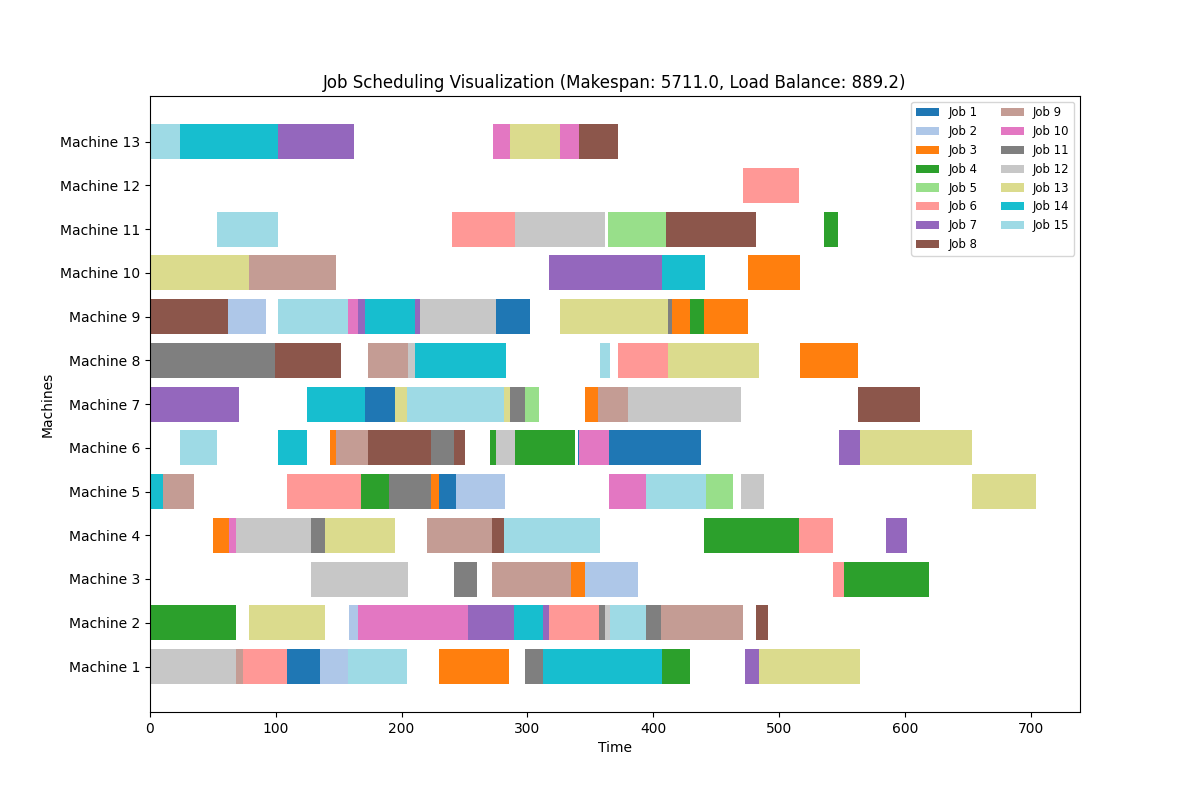 Job Scheduling Visualization (Makespan: 5711.0, Load Balance: 889.2)
Machine 13
Machine 12
Machine 11
Machine 10
Machine 9
Machine 8
Machine 7
Machine 6
Machine 5
Machine 4
Machine 3
Machine 2
Machine 1
Machines
0 100 200 300 400 500 600 700
Time
Job 1
Job 2
Job 3
Job 4
Job 5
Job 6
Job 7
Job 8
Job 9
Job 10
Job 11
Job 12
Job 13
Job 14
Job 15